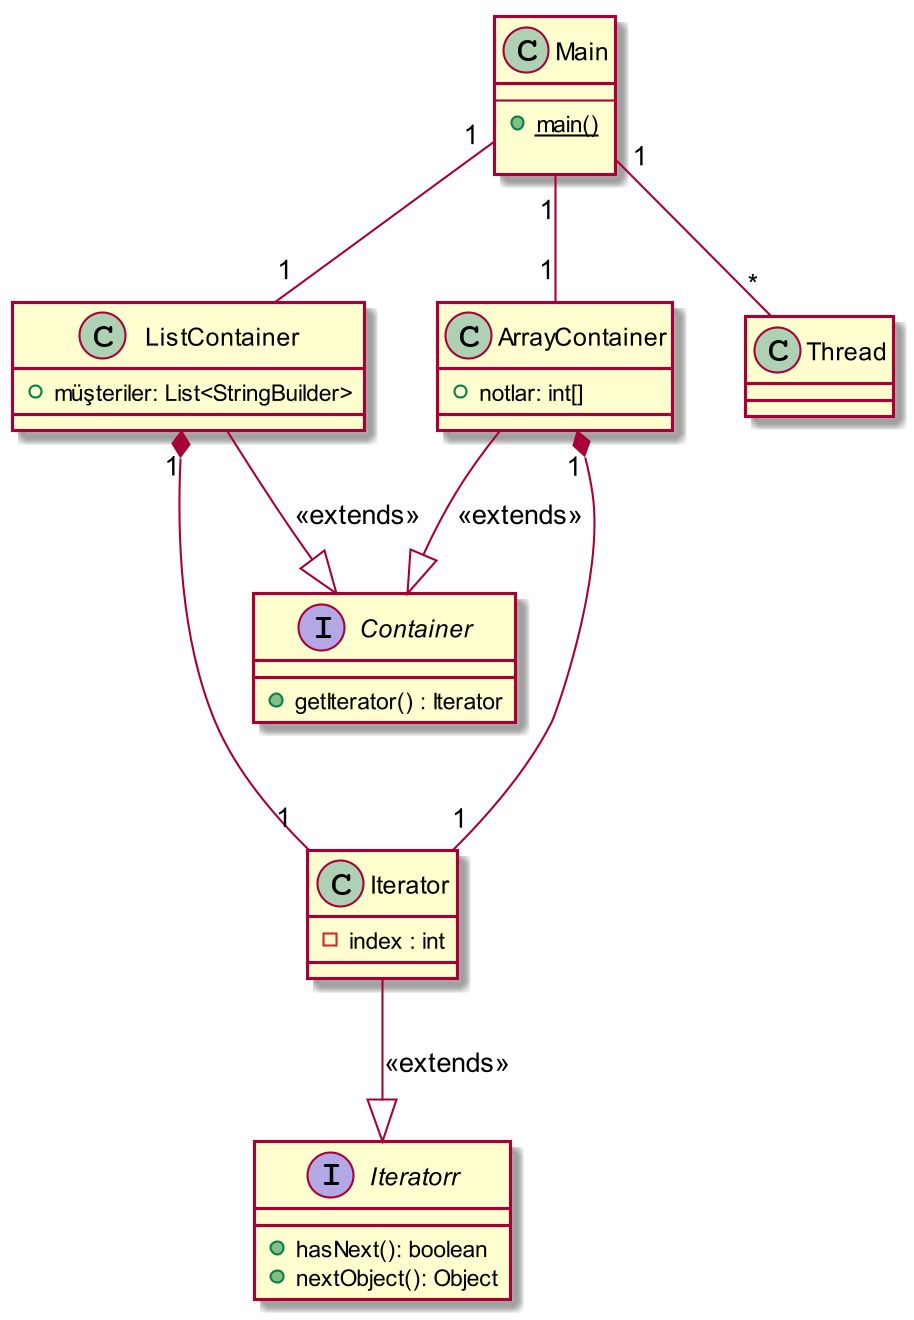 C Main
main()
1
1
1
1
1
*
C ListContainer
müşteriler: List<StringBuilder>
C ArrayContainer
notlar: int[]
C Thread
1
1
«extends»
«extends»
I Container
getIterator() : Iterator
1
1
C Iterator
index : int
«extends»
I Iteratorr
hasNext(): boolean
nextObject(): Object